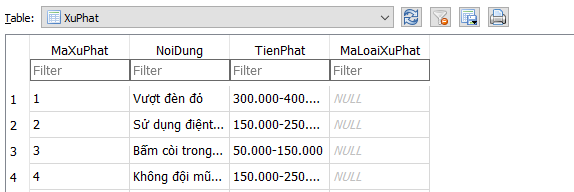 Table: XuPhat
MaXuPhat NoiDung TienPhat MaLoaiXuPhat
Filter Filter Filter Filter
1 1 Vượt đèn đỏ 300.000-400.... NULL
2 2 Sử dụng điệnt... 150.000-250.... NULL
3 3 Bấm còi trong... 50.000-150.000 NULL
4 4 Không đội mũ... 150.000-250.... NULL